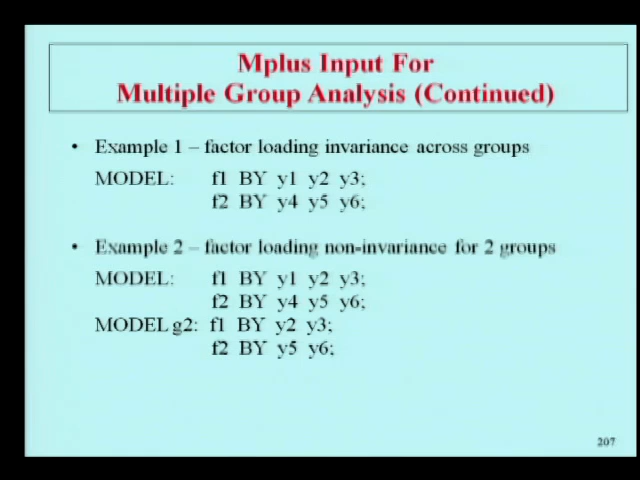 Mplus Input For
Multiple Group Analysis (Continued)
• Example 1 – factor loading invariance across groups
MODEL: f1 BY y1 y2 y3;
f2 BY y4 y5 y6;
• Example 2 – factor loading non-invariance for 2 groups
MODEL: f1 BY y1 y2 y3;
f2 BY y4 y5 y6;
MODEL g2: f1 BY y2 y3;
f2 BY y5 y6;
207